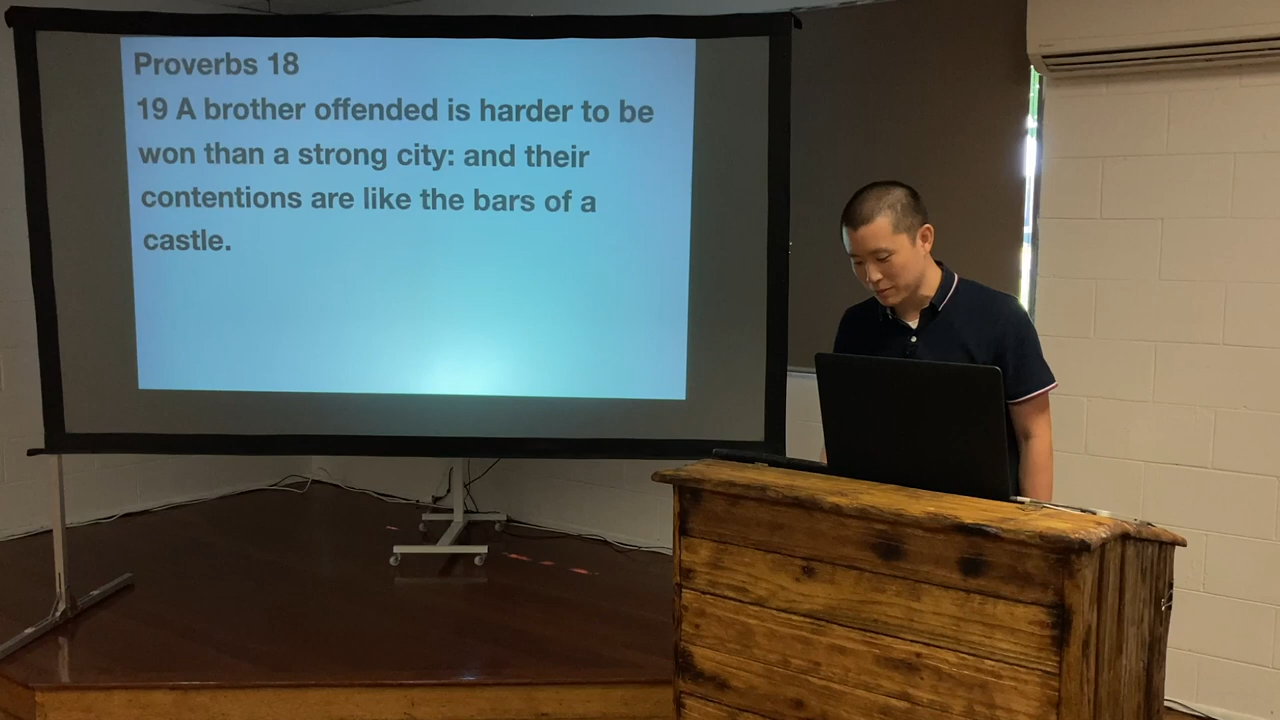 Proverbs 18
19 A brother offended is harder to be
won than a strong city: and their
contentions are like the bars of a
castle.